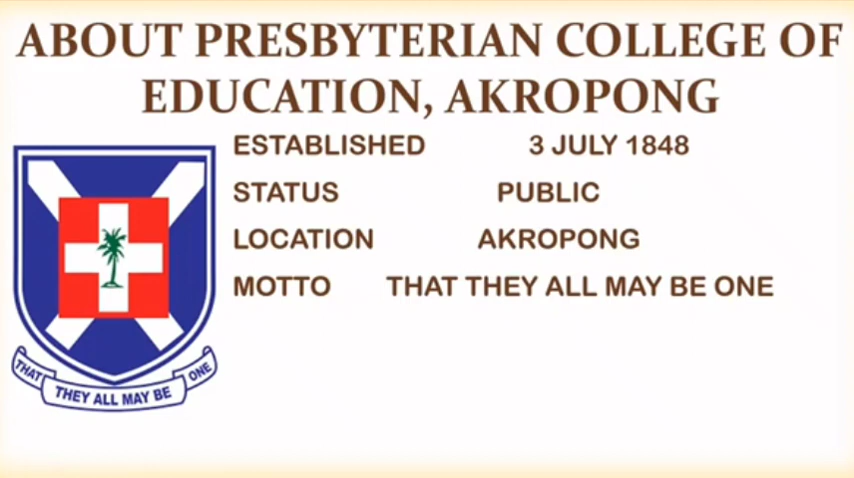 ABOUT PRESBYTERIAN COLLEGE OF
EDUCATION, AKROPONG
ESTABLISHED 3 JULY 1848
STATUS PUBLIC
LOCATION AKROPONG
MOTTO THAT THEY ALL MAY BE ONE
THAT THEY ALL MAY BE ONE